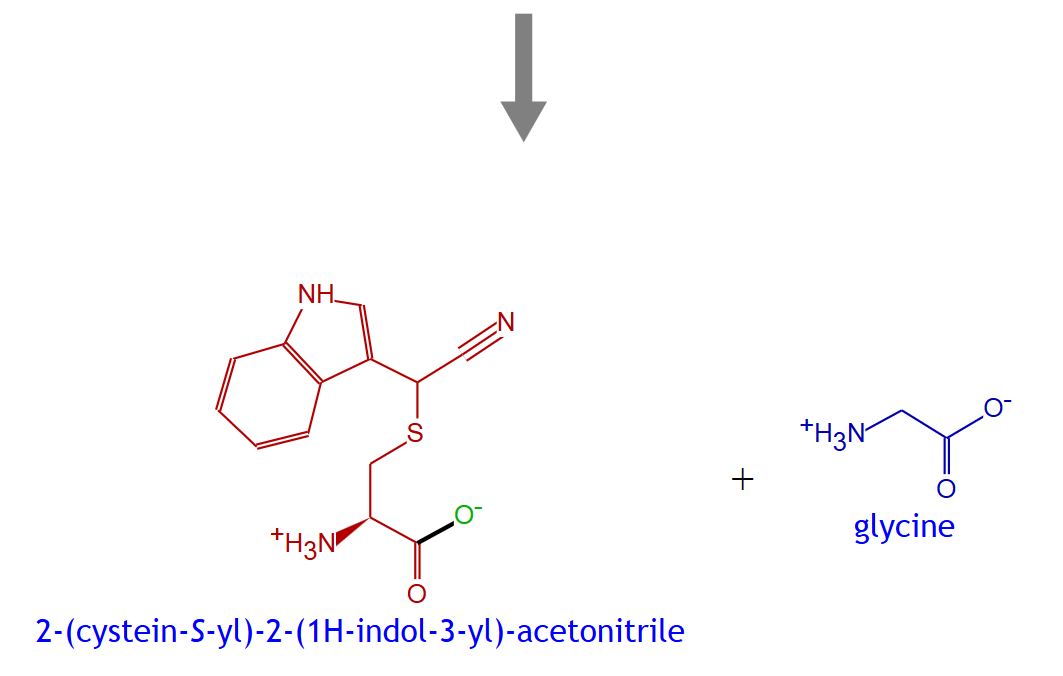 NH
N
S
O⁻
⁺H₃N
O
2-(cystein-S-yl)-2-(1H-indol-3-yl)-acetonitrile
+
O⁻
⁺H₃N
O
glycine